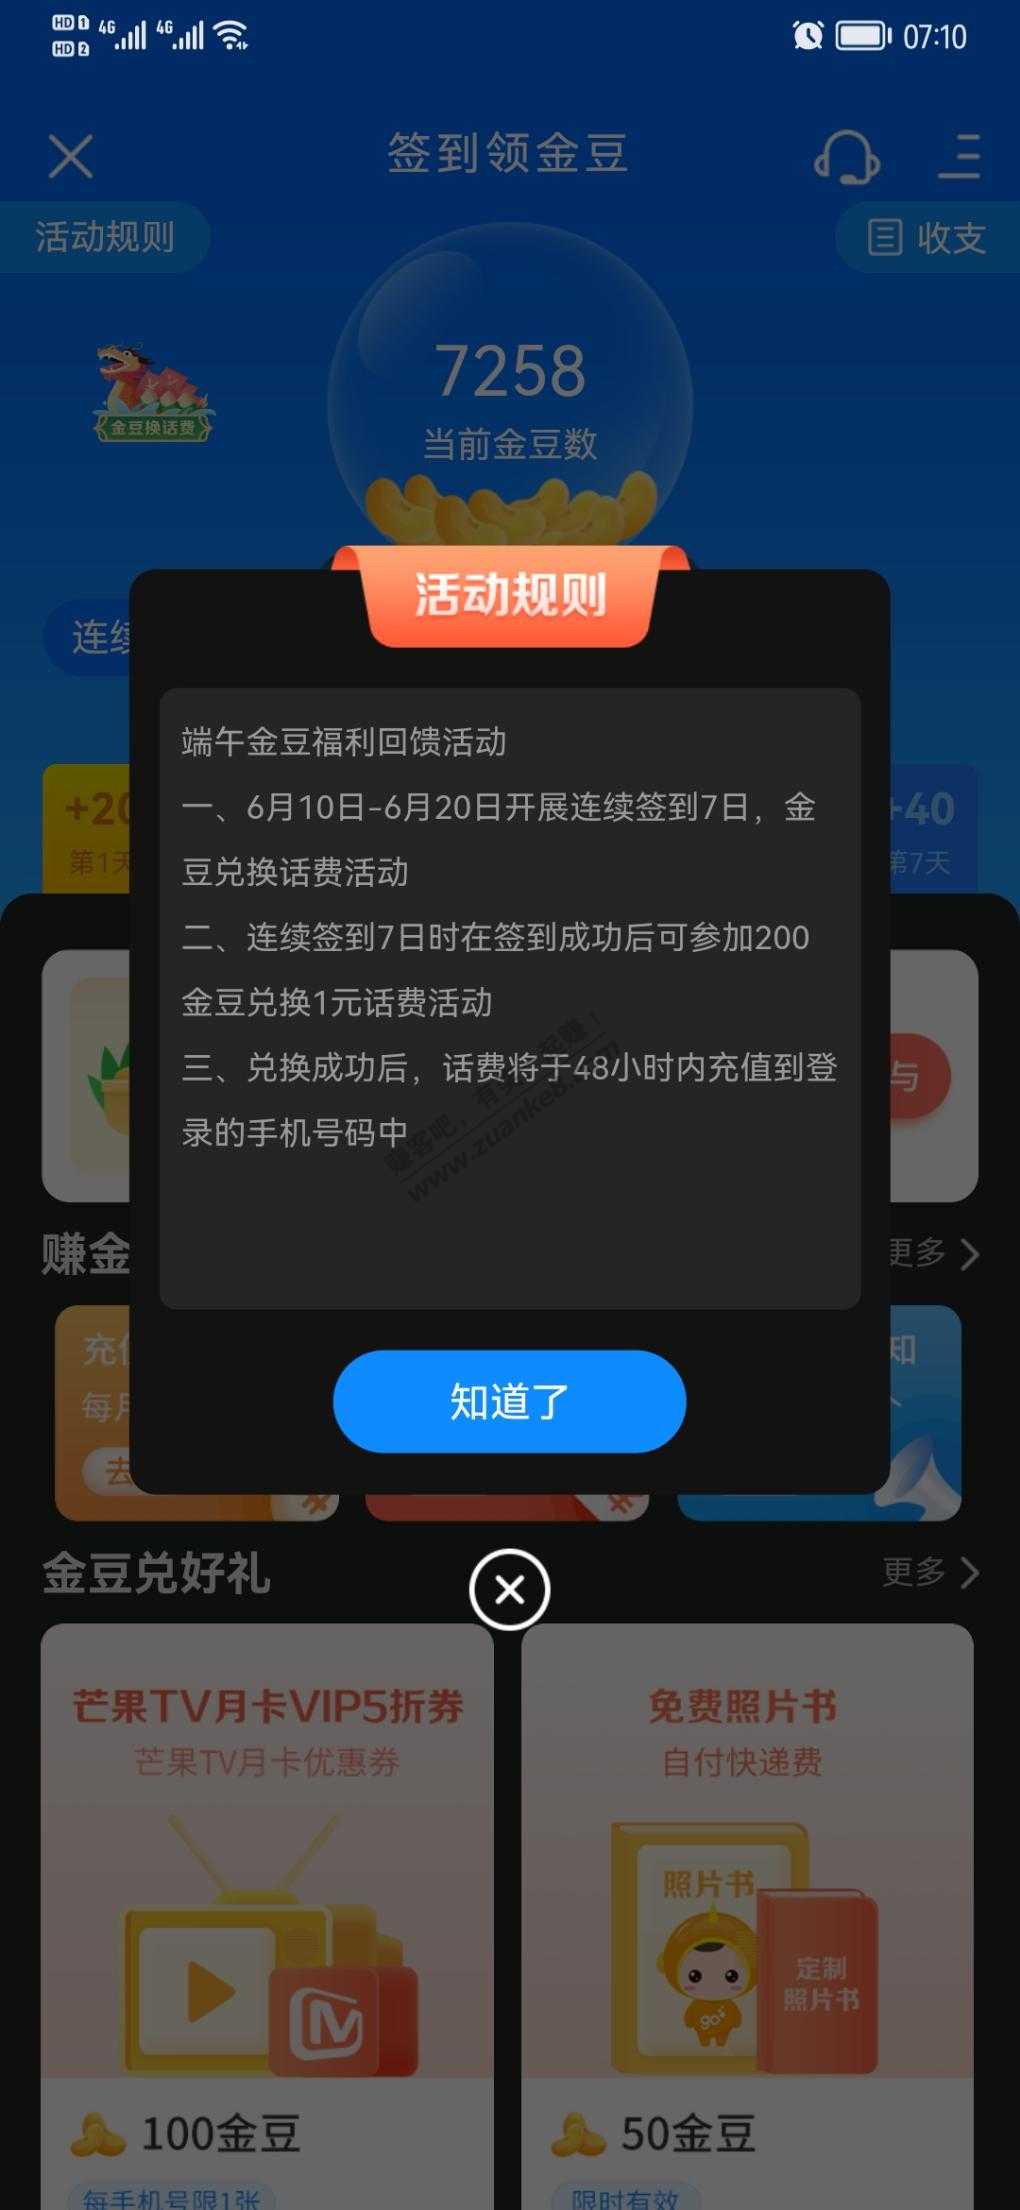 HD 1 4G 4G
HD 2
07:10
签到领金豆
活动规则
收支
7258
当前金豆数
金豆换话费
活动规则
端午金豆福利回馈活动
一、6月10日-6月20日开展连续签到7日，金
豆兑换话费活动
二、连续签到7日时在签到成功后可参加200
金豆兑换1元话费活动
三、兑换成功后，话费将于48小时内充值到登
录的手机号码中
赚客吧，有奖一起赚！
www.zuanke8.com
知道了
连续
+20
第1天
+40
第7天
与
赚金
更多
充值
每月
去
知
金豆兑好礼
更多
芒果TV月卡VIP5折券
芒果TV月卡优惠券
免费照片书
自付快递费
照片书
go
定制
照片书
100金豆
50金豆
每手机号限1张
限时有效